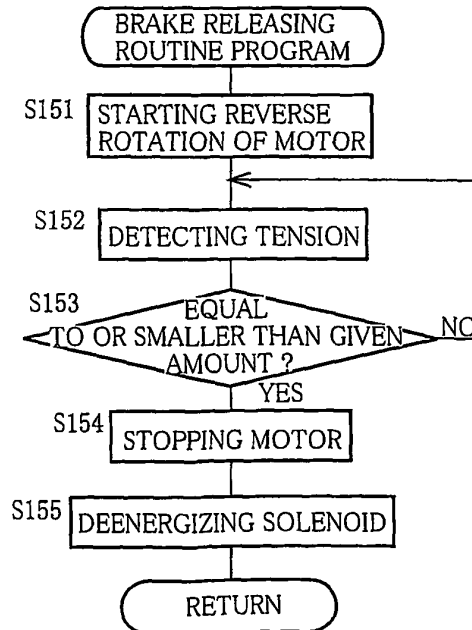 BRAKE RELEASING
ROUTINE PROGRAM
S151
STARTING REVERSE
ROTATION OF MOTOR
S152
DETECTING TENSION
S153
EQUAL
TO OR SMALLER THAN GIVEN
AMOUNT ?
NO
YES
S154
STOPPING MOTOR
S155
DEENERGIZING SOLENOID
RETURN